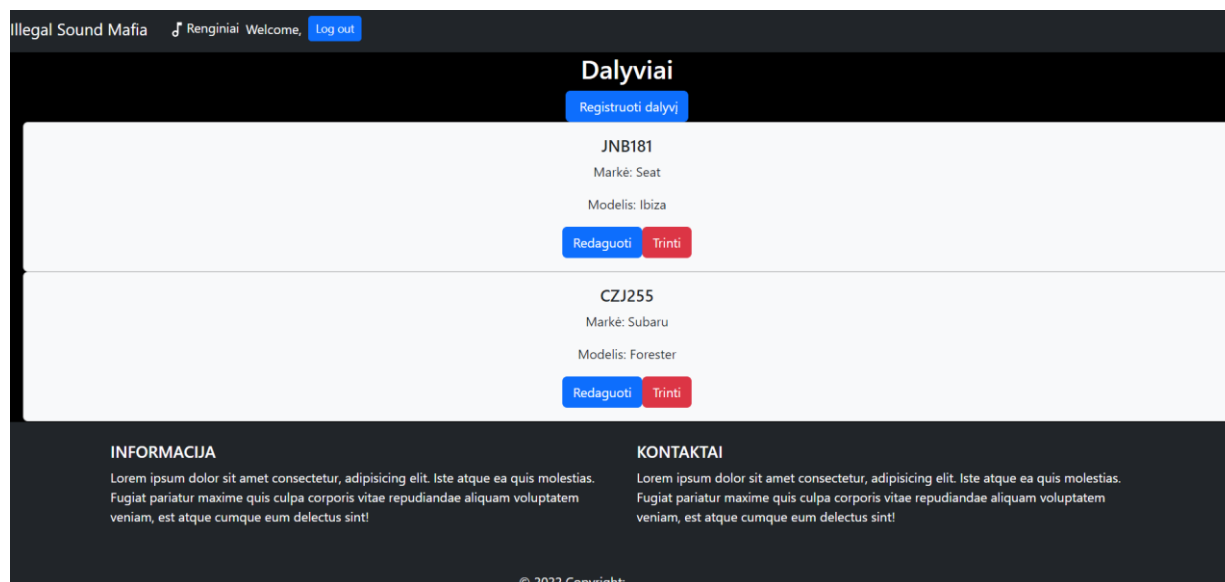 Illegal Sound Mafia Renginiai Welcome, Log out
Dalyviai
Registruoti dalyvį
JNB181
Markė: Seat
Modelis: Ibiza
Redaguoti Trinti
CZJ255
Markė: Subaru
Modelis: Forester
Redaguoti Trinti
INFORMACIJA
Lorem ipsum dolor sit amet consectetur, adipisicing elit. Iste atque ea quis molestias.
Fugiat pariatur maxime quis culpa corporis vitae repudiandae aliquam voluptatem
veniam, est atque cumque eum delectus sint!
KONTAKTAI
Lorem ipsum dolor sit amet consectetur, adipisicing elit. Iste atque ea quis molestias.
Fugiat pariatur maxime quis culpa corporis vitae repudiandae aliquam voluptatem
veniam, est atque cumque eum delectus sint!
© 2022 Copyright: